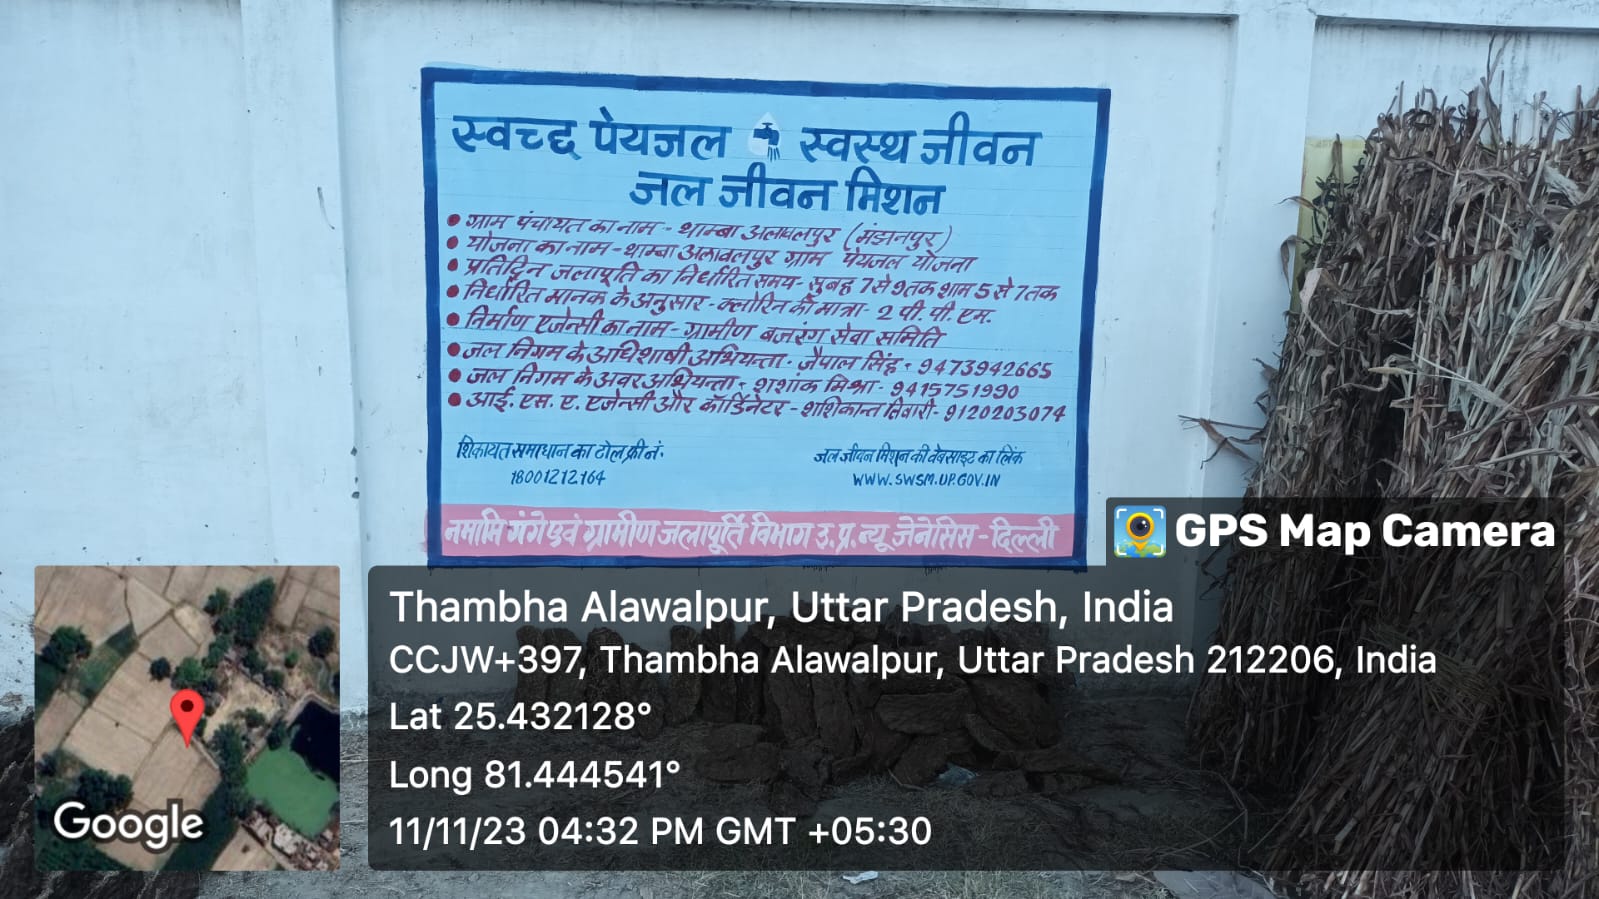 स्वच्छ पेयजल स्वस्थ जीवन
जल जीवन मिशन
• ग्राम पंचायत का नाम - थाम्बा अलावलपुर (मंझनपुर)
• योजना का नाम - थाम्बा अलावलपुर ग्राम पेयजल योजना
• प्रतिदिन जलापूर्ति का निर्धारित समय - सुबह 7 से 9 तक शाम 5 से 7 तक
• निर्धारित मानक के अनुसार - क्लोरिन की मात्रा - 2 पी. पी. एम.
• निर्माण एजेन्सी का नाम - ग्रामीण बजरंग सेवा समिति
• जल निगम के अधिशाषी अभियन्ता - जैपाल सिंह - 9473942665
• जल निगम के अवर अभियन्ता - शशांक मिश्रा - 9415751990
• आई. एस. ए. एजेन्सी और कॉर्डिनेटर - शशिकान्त तिवारी - 9120203074
शिकायत समाधान का टोल फ्री नं.
18001212164
जल जीवन मिशन की वेबसाइट का लिंक
WWW.SWSM.UP.GOV.IN
नमामि गंगे एवं ग्रामीण जलापूर्ति विभाग उ.प्र. न्यू जेनेसिस - दिल्ली
GPS Map Camera
Thambha Alawalpur, Uttar Pradesh, India
CCJW+397, Thambha Alawalpur, Uttar Pradesh 212206, India
Lat 25.432128°
Long 81.444541°
11/11/23 04:32 PM GMT +05:30
Google